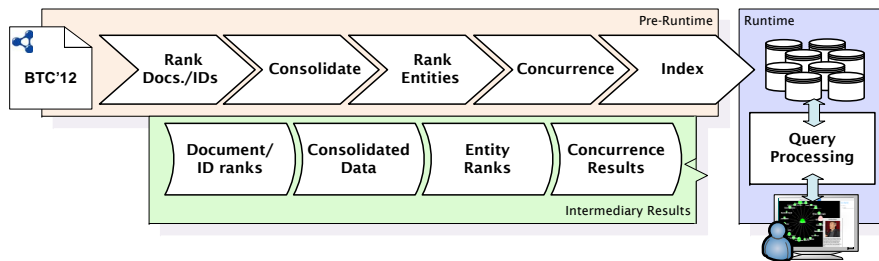 Pre-Runtime
Runtime
BTC'12
Rank
Docs./IDs
Consolidate
Rank
Entities
Concurrence
Index
Document/
ID ranks
Consolidated
Data
Entity
Ranks
Concurrence
Results
Query
Processing
Intermediary Results